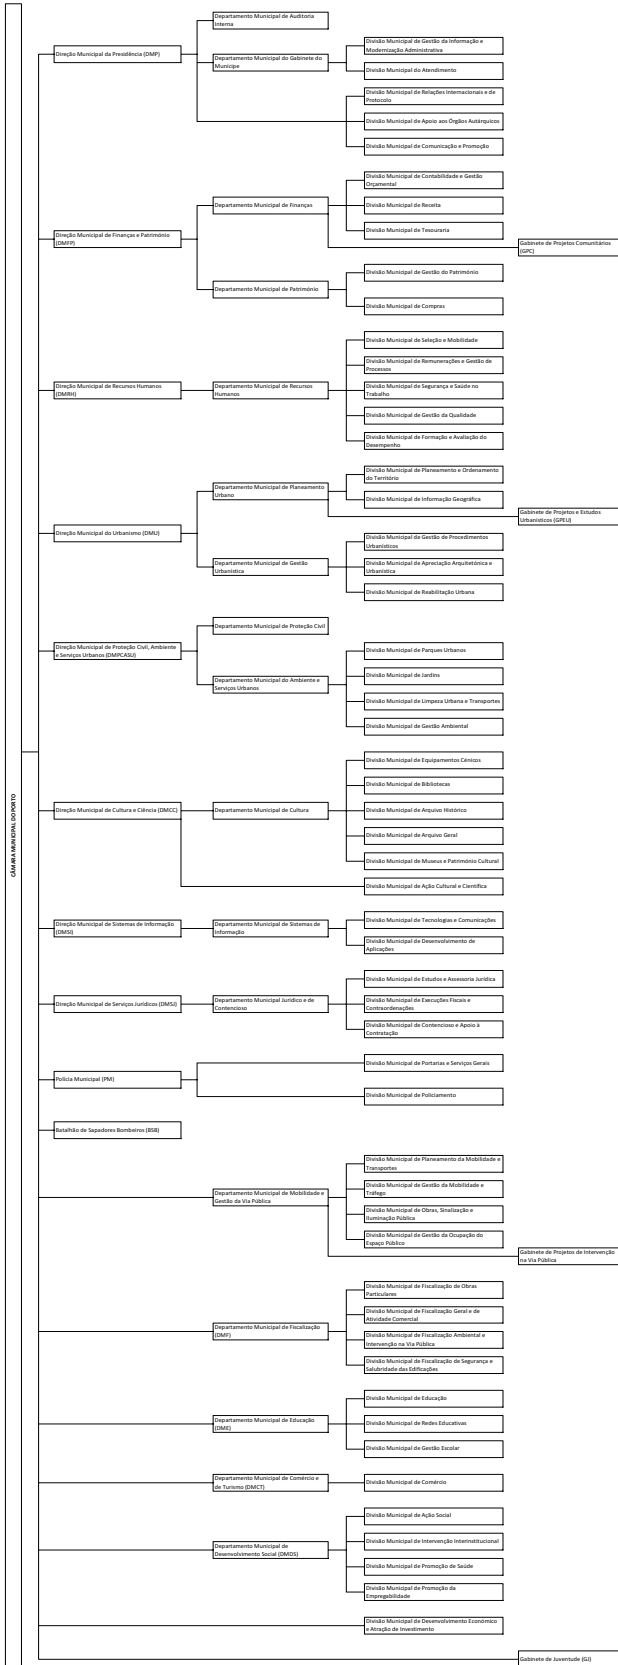 CÂMARA MUNICIPAL DO PORTO
Direção Municipal da Presidência (DMP)
Departamento Municipal de Auditoria
Interna
Departamento Municipal do Gabinete do
Munícipe
Divisão Municipal de Gestão da Informação e
Modernização Administrativa
Divisão Municipal do Atendimento
Divisão Municipal de Relações Internacionais e de
Protocolo
Divisão Municipal de Apoio aos Órgãos Autárquicos
Divisão Municipal de Comunicação e Promoção
Direção Municipal de Finanças e Património
(DMFP)
Departamento Municipal de Finanças
Divisão Municipal de Contabilidade e Gestão
Orçamental
Divisão Municipal de Receita
Divisão Municipal de Tesouraria
Gabinete de Projetos Comunitários
(GPC)
Departamento Municipal de Património
Divisão Municipal de Gestão do Património
Divisão Municipal de Compras
Direção Municipal de Recursos Humanos
(DMRH)
Departamento Municipal de Recursos
Humanos
Divisão Municipal de Seleção e Mobilidade
Divisão Municipal de Remunerações e Gestão de
Processos
Divisão Municipal de Segurança e Saúde no
Trabalho
Divisão Municipal de Gestão da Qualidade
Divisão Municipal de Formação e Avaliação do
Desempenho
Direção Municipal do Urbanismo (DMU)
Departamento Municipal de Planeamento
Urbano
Divisão Municipal de Planeamento e Ordenamento
do Território
Divisão Municipal de Informação Geográfica
Gabinete de Projetos e Estudos
Urbanísticos (GPEU)
Departamento Municipal de Gestão
Urbanística
Divisão Municipal de Gestão de Procedimentos
Urbanísticos
Divisão Municipal de Apreciação Arquitetónica e
Urbanística
Divisão Municipal de Reabilitação Urbana
Direção Municipal de Proteção Civil, Ambiente
e Serviços Urbanos (DMPCASU)
Departamento Municipal de Proteção Civil
Departamento Municipal do Ambiente e
Serviços Urbanos
Divisão Municipal de Parques Urbanos
Divisão Municipal de Jardins
Divisão Municipal de Limpeza Urbana e Transportes
Divisão Municipal de Gestão Ambiental
Direção Municipal de Cultura e Ciência (DMCC)
Departamento Municipal de Cultura
Divisão Municipal de Equipamentos Cénicos
Divisão Municipal de Bibliotecas
Divisão Municipal de Arquivo Histórico
Divisão Municipal de Arquivo Geral
Divisão Municipal de Museus e Património Cultural
Divisão Municipal de Ação Cultural e Científica
Direção Municipal de Sistemas de Informação
(DMSI)
Departamento Municipal de Sistemas de
Informação
Divisão Municipal de Tecnologias e Comunicações
Divisão Municipal de Desenvolvimento de
Aplicações
Direção Municipal de Serviços Jurídicos (DMSJ)
Departamento Municipal Jurídico e de
Contencioso
Divisão Municipal de Estudos e Assessoria Jurídica
Divisão Municipal de Execuções Fiscais e
Contraordenações
Divisão Municipal de Contencioso e Apoio à
Contratação
Polícia Municipal (PM)
Divisão Municipal de Portarias e Serviços Gerais
Divisão Municipal de Policiamento
Batalhão de Sapadores Bombeiros (BSB)
Departamento Municipal de Mobilidade e
Gestão da Via Pública
Divisão Municipal de Planeamento da Mobilidade e
Transportes
Divisão Municipal de Gestão da Mobilidade e
Tráfego
Divisão Municipal de Obras, Sinalização e
Iluminação Pública
Divisão Municipal de Gestão da Ocupação do
Espaço Público
Gabinete de Projetos de Intervenção
na Via Pública
Departamento Municipal de Fiscalização
(DMF)
Divisão Municipal de Fiscalização de Obras
Particulares
Divisão Municipal de Fiscalização Geral e de
Atividade Comercial
Divisão Municipal de Fiscalização Ambiental e
Intervenção na Via Pública
Divisão Municipal de Fiscalização de Segurança e
Salubridade das Edificações
Departamento Municipal de Educação
(DME)
Divisão Municipal de Educação
Divisão Municipal de Redes Educativas
Divisão Municipal de Gestão Escolar
Departamento Municipal de Comércio e
de Turismo (DMCT)
Divisão Municipal de Comércio
Departamento Municipal de
Desenvolvimento Social (DMDS)
Divisão Municipal de Ação Social
Divisão Municipal de Intervenção Interinstitucional
Divisão Municipal de Promoção de Saúde
Divisão Municipal de Promoção da
Empregabilidade
Divisão Municipal de Desenvolvimento Económico
e Atração de Investimento
Gabinete de Juventude (GJ)